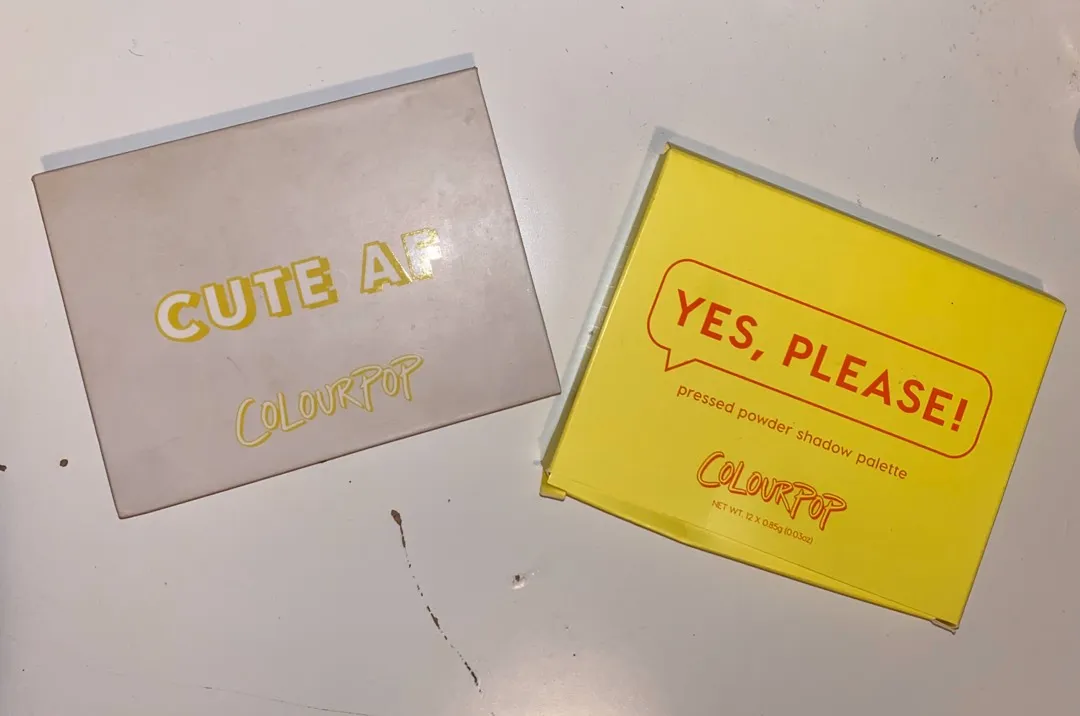 CUTE AF
COLOURPOP
YES, PLEASE!
pressed powder shadow palette
COLOURPOP
NET WT. 12 X 0.85g (0.03oz)